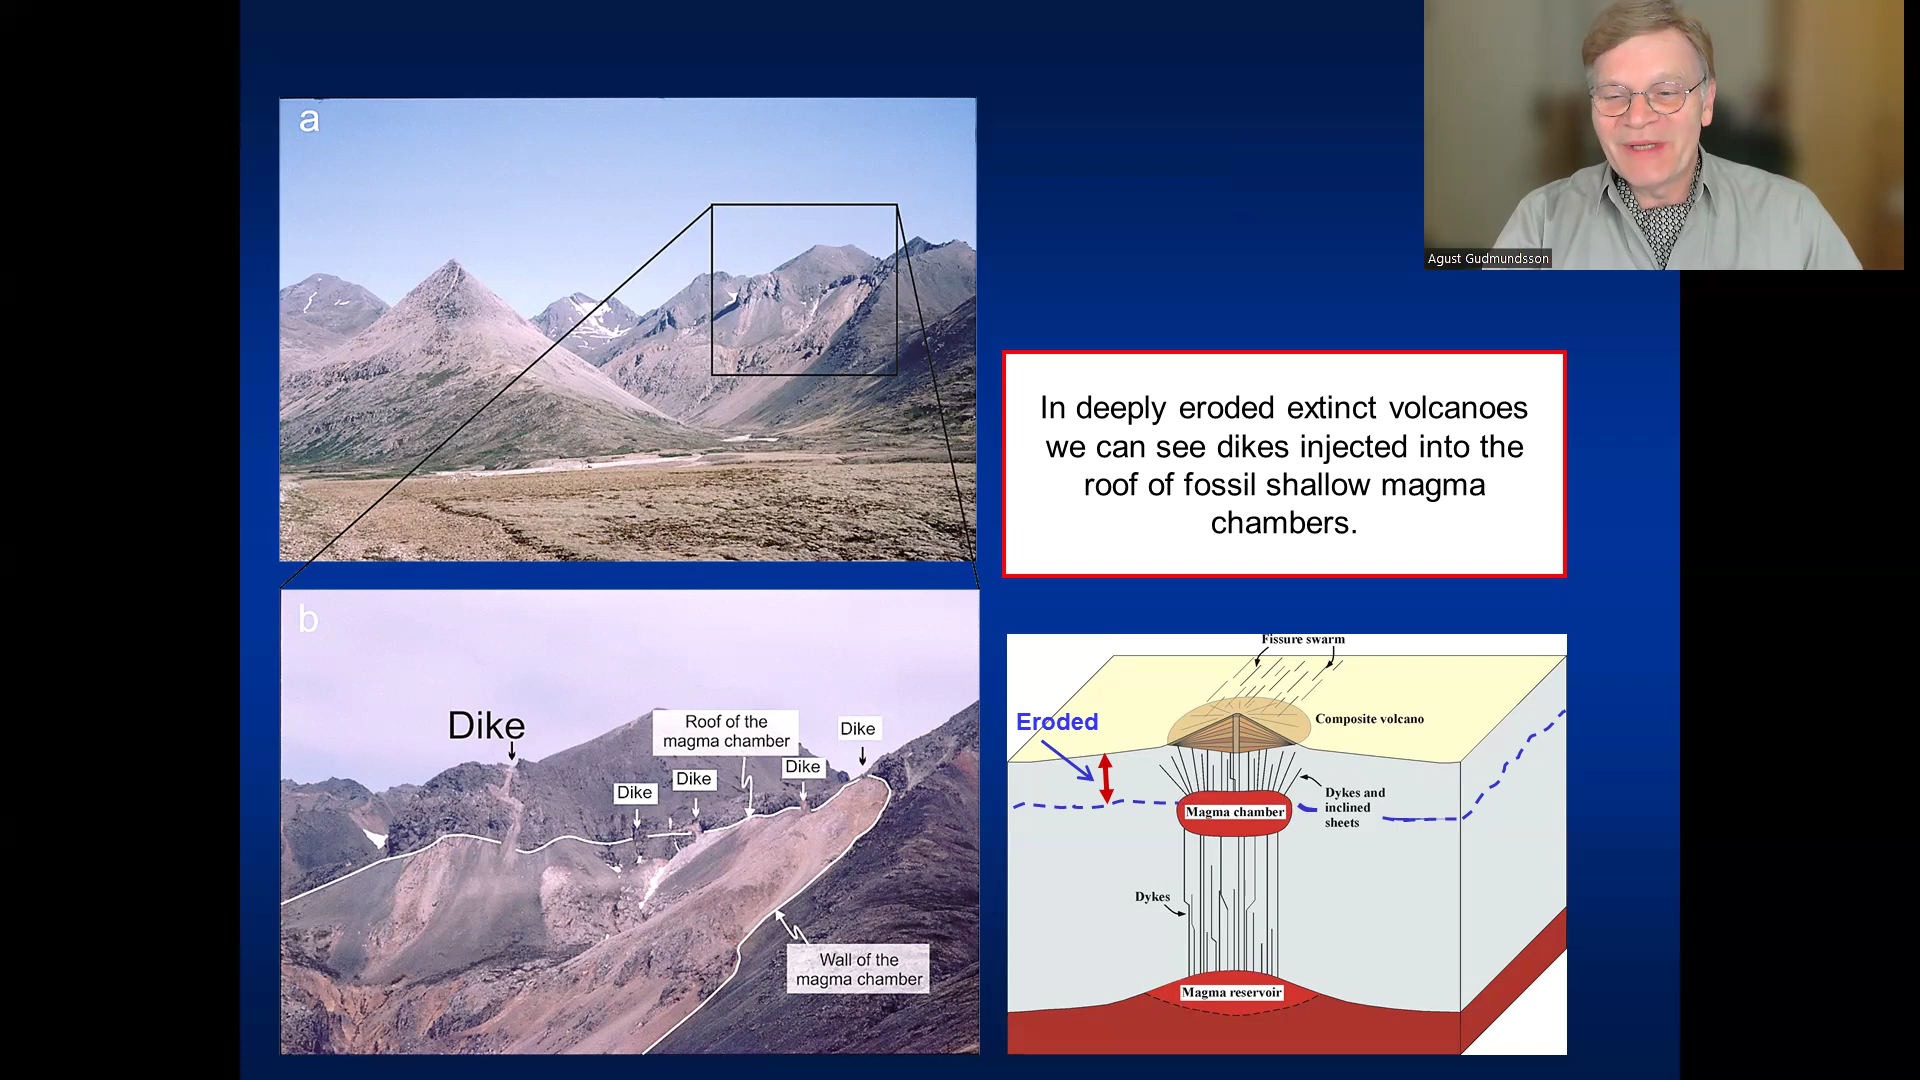 a
Agust Gudmundsson
In deeply eroded extinct volcanoes
we can see dikes injected into the
roof of fossil shallow magma
chambers.
b
Dike
Roof of the
magma chamber
Dike
Dike
Dike
Dike
Wall of the
magma chamber
Fissure swarm
Eroded
Composite volcano
Dykes and
inclined
sheets
Magma chamber
Dykes
Magma reservoir